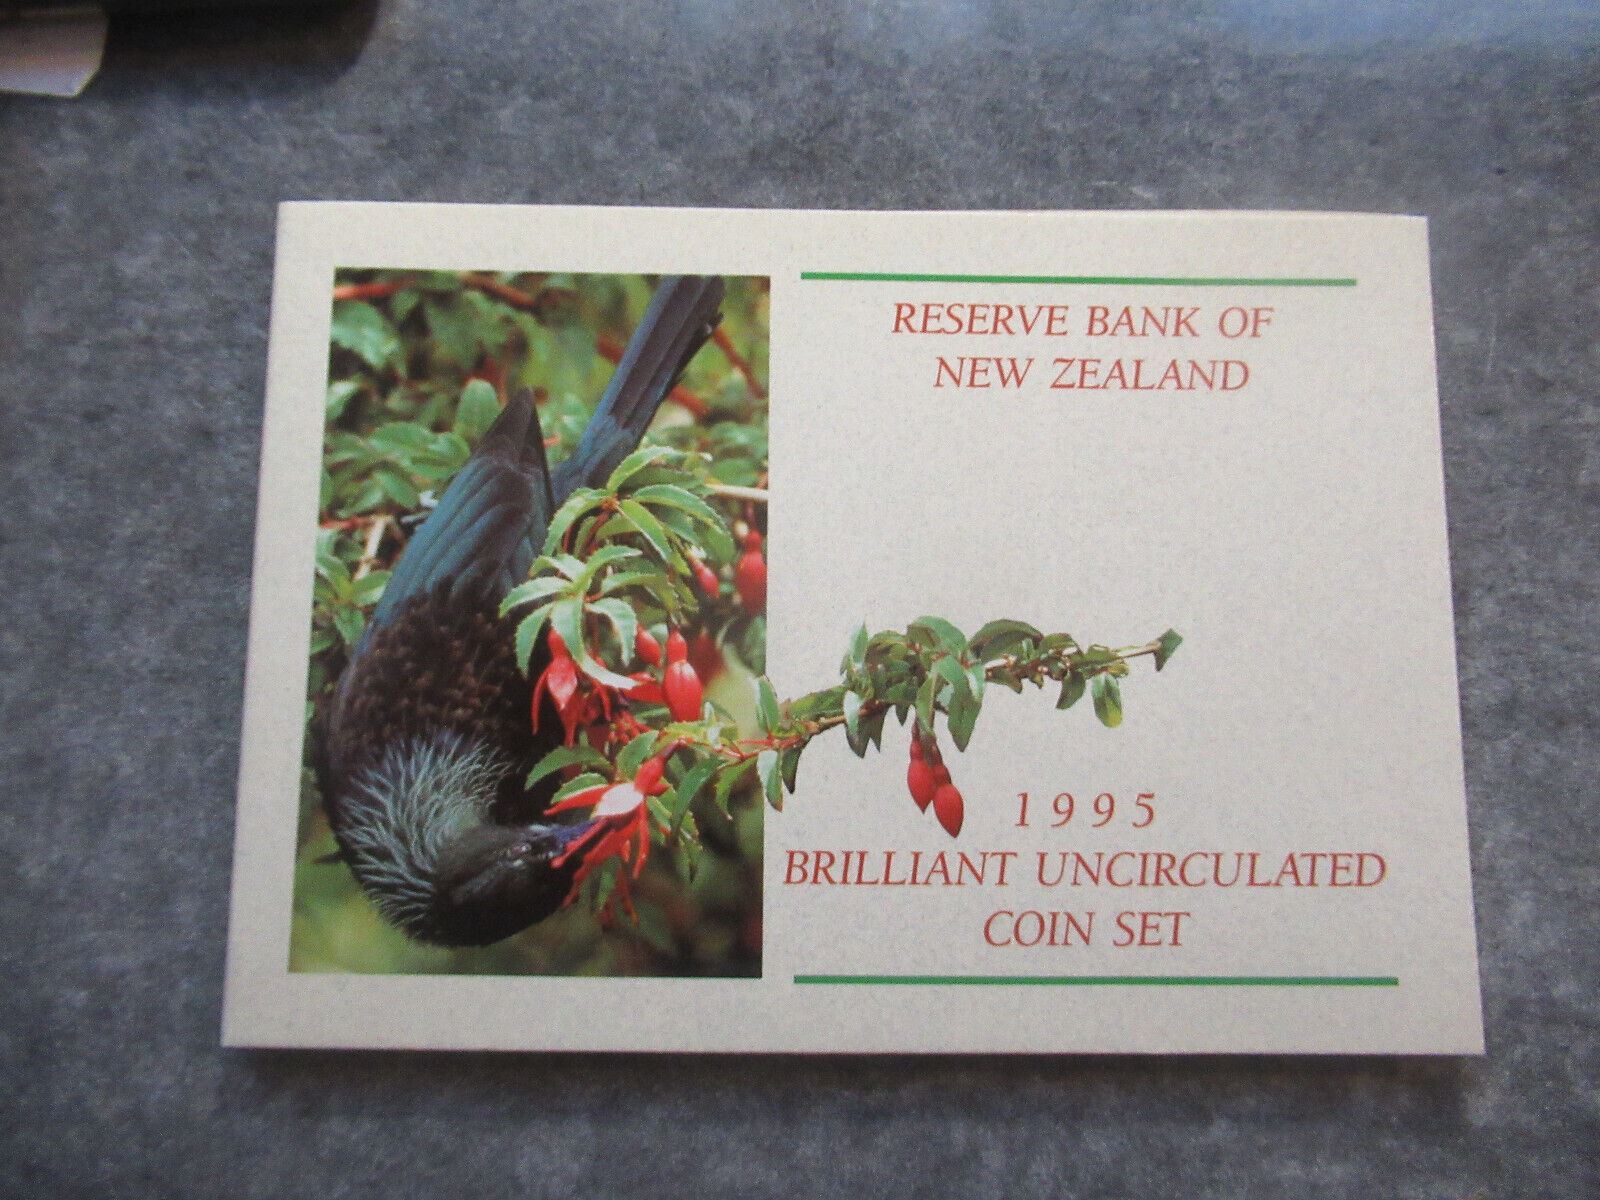 RESERVE BANK OF
NEW ZEALAND
1995
BRILLIANT UNCIRCULATED
COIN SET